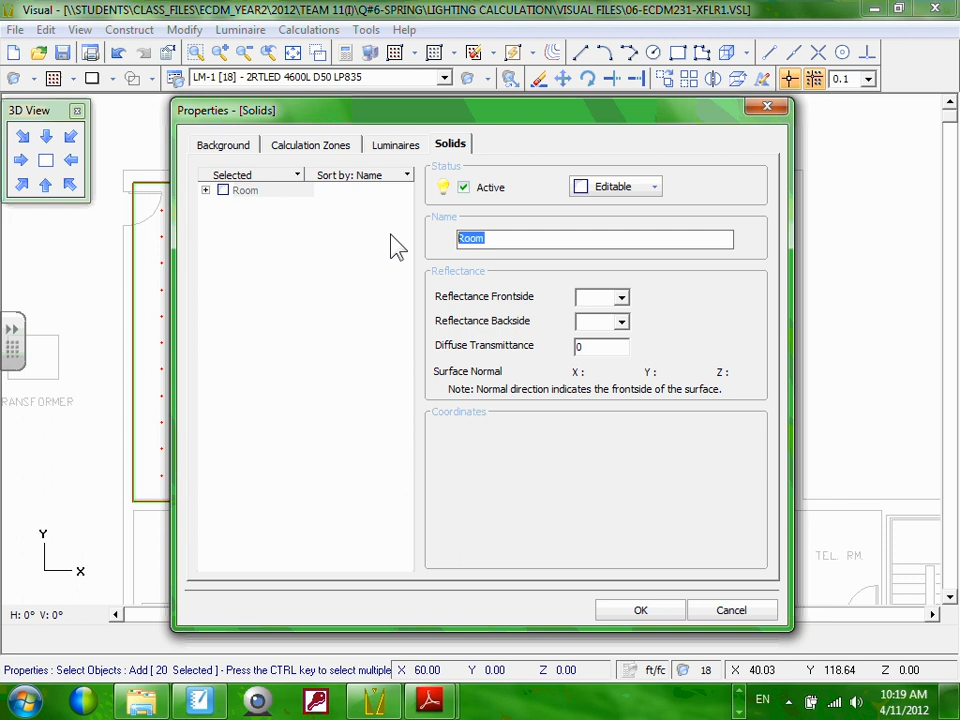 Visual - [\\STUDENTS\CLASS_FILES\ECDM_YEAR2\2012\TEAM 11(I)\Q#6-SPRING\LIGHTING CALCULATION\VISUAL FILES\06-ECDM231-XFLR1.VSL]
File Edit View Construct Modify Luminaire Calculations Tools Help
LM-1 [18] - 2RTLED 4600L D50 LP835
0.1
3D View
Properties - [Solids]
Background Calculation Zones Luminaires Solids
Selected Sort by: Name
Room
Status
Active Editable
Name
Room
Reflectance
Reflectance Frontside
Reflectance Backside
Diffuse Transmittance 0
Surface Normal X : Y : Z :
Note: Normal direction indicates the frontside of the surface.
Coordinates
OK Cancel
RANSFORMER
TEL. RM.
Y
X
H: 0° V: 0°
Properties : Select Objects : Add [ 20 Selected ] - Press the CTRL key to select multiple X 60.00 Y 0.00 Z 0.00 ft/fc 18 X 40.03 Y 118.64 Z 0.00
EN
10:19 AM
4/11/2012